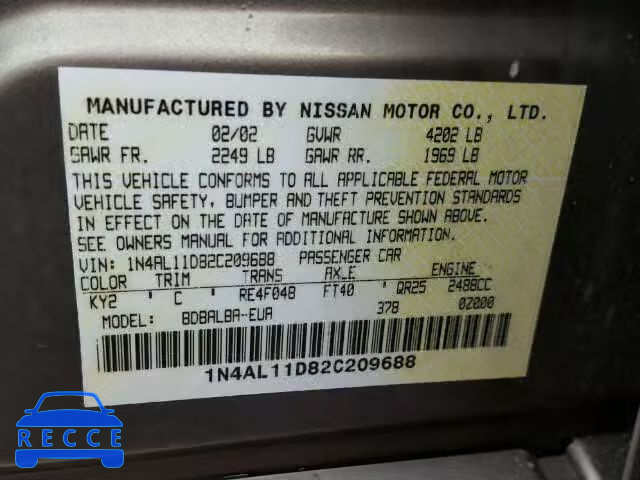 MANUFACTURED BY NISSAN MOTOR CO., LTD.
DATE 02/02 GVWR 4202 LB
GAWR FR. 2249 LB GAWR RR. 1969 LB
THIS VEHICLE CONFORMS TO ALL APPLICABLE FEDERAL MOTOR
VEHICLE SAFETY, BUMPER AND THEFT PREVENTION STANDARDS
IN EFFECT ON THE DATE OF MANUFACTURE SHOWN ABOVE.
SEE OWNERS MANUAL FOR ADDITIONAL INFORMATION.
VIN: 1N4AL11D82C209688 PASSENGER CAR
COLOR TRIM TRANS AXLE ENGINE
KY2 ' C ' RE4F04B FT40 ' QR25 2488CC
MODEL: BDBALBA-EUA 378 02000
1N4AL11D82C209688
RECCE